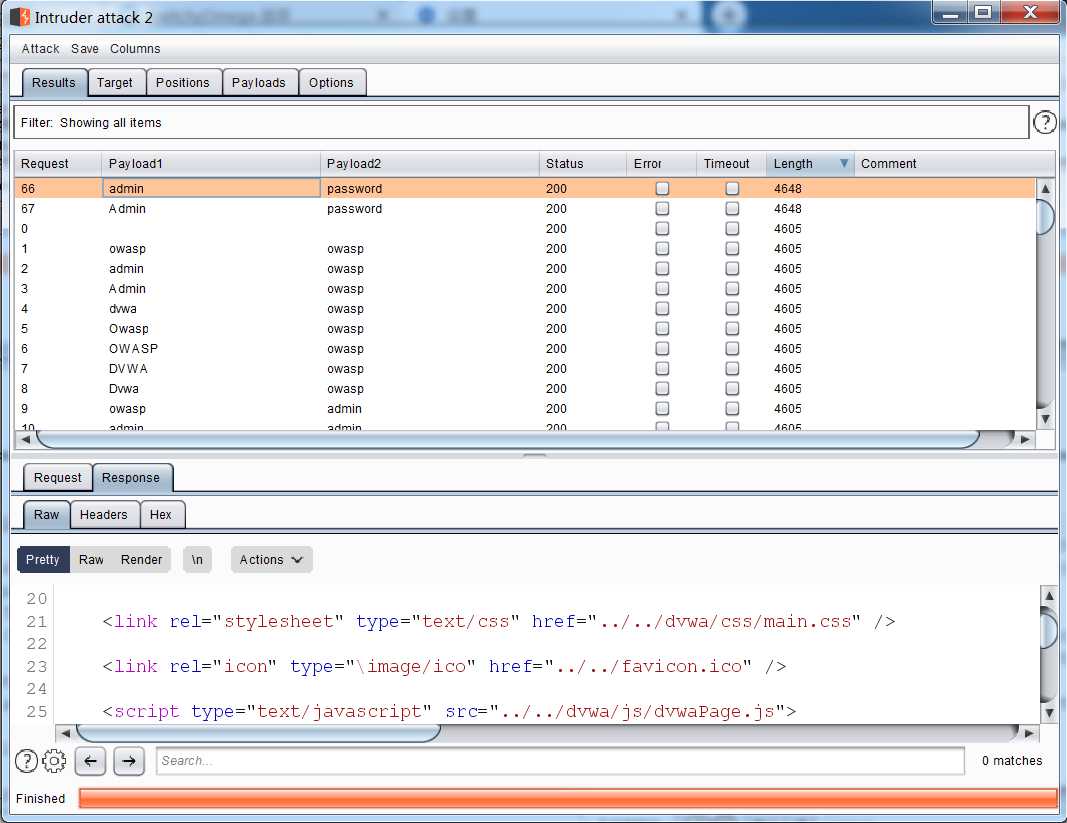 Intruder attack 2
Attack Save Columns
Results Target Positions Payloads Options
Filter: Showing all items ?
Request Payload1 Payload2 Status Error Timeout Length Comment
66 admin password 200 4648
67 Admin password 200 4648
0 200 4605
1 owasp owasp 200 4605
2 admin owasp 200 4605
3 Admin owasp 200 4605
4 dvwa owasp 200 4605
5 Owasp owasp 200 4605
6 OWASP owasp 200 4605
7 DVWA owasp 200 4605
8 Dvwa owasp 200 4605
9 owasp admin 200 4605
10 admin admin 200 4605
Request Response
Raw Headers Hex
Pretty Raw Render \n Actions
20
21 <link rel="stylesheet" type="text/css" href="../../dvwa/css/main.css" />
22
23 <link rel="icon" type="\image/ico" href="../../favicon.ico" />
24
25 <script type="text/javascript" src="../../dvwa/js/dvwaPage.js">
? Search... 0 matches
Finished